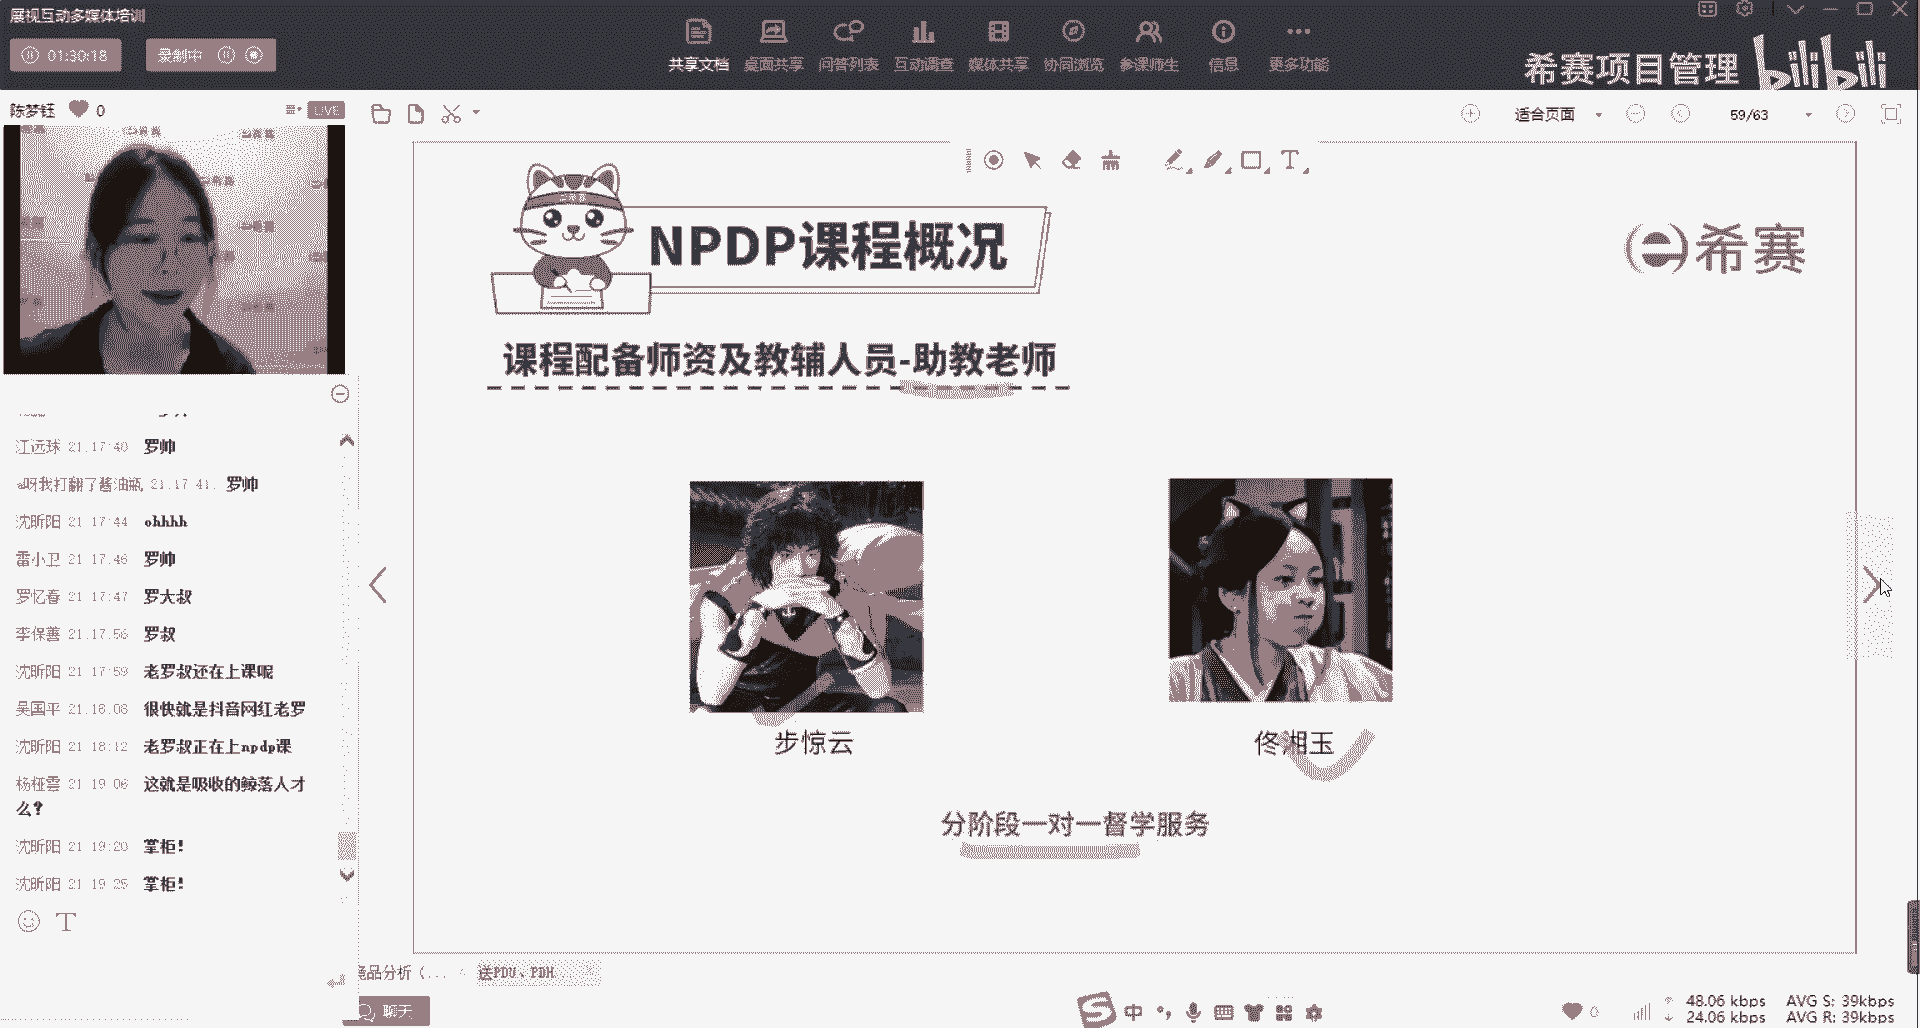 展视互动多媒体培训
01:30:18
录制中
共享文档
桌面共享
问答列表
互动调查
媒体共享
协同浏览
参课师生
信息
更多功能
希赛项目管理
bilibili
陈梦钰
0
LIVE
适合页面
59/63
江远球 21:17:40 罗帅
呀我打翻了酱油瓶 21:17:41 罗帅
沈昕阳 21:17:44 ohhhh
雷小卫 21:17:46 罗帅
罗忆春 21:17:47 罗大叔
李保善 21:17:56 罗叔
沈昕阳 21:17:59 老罗叔还在上课呢
吴国平 21:18:08 很快就是抖音网红老罗
沈昕阳 21:18:12 老罗叔正在上npdp课
杨桠雲 21:19:06 这就是吸收的鲸落人才
么?
沈昕阳 21:19:20 掌柜!
沈昕阳 21:19:25 掌柜!
NPDP课程概况
希赛
课程配备师资及教辅人员-助教老师
步惊云
佟湘玉
分阶段一对一督学服务
竞品分析（...
送PDU、PDH
聊天
中
0
48.06 kbps
AVG S: 39kbps
24.06 kbps
AVG R: 39kbps